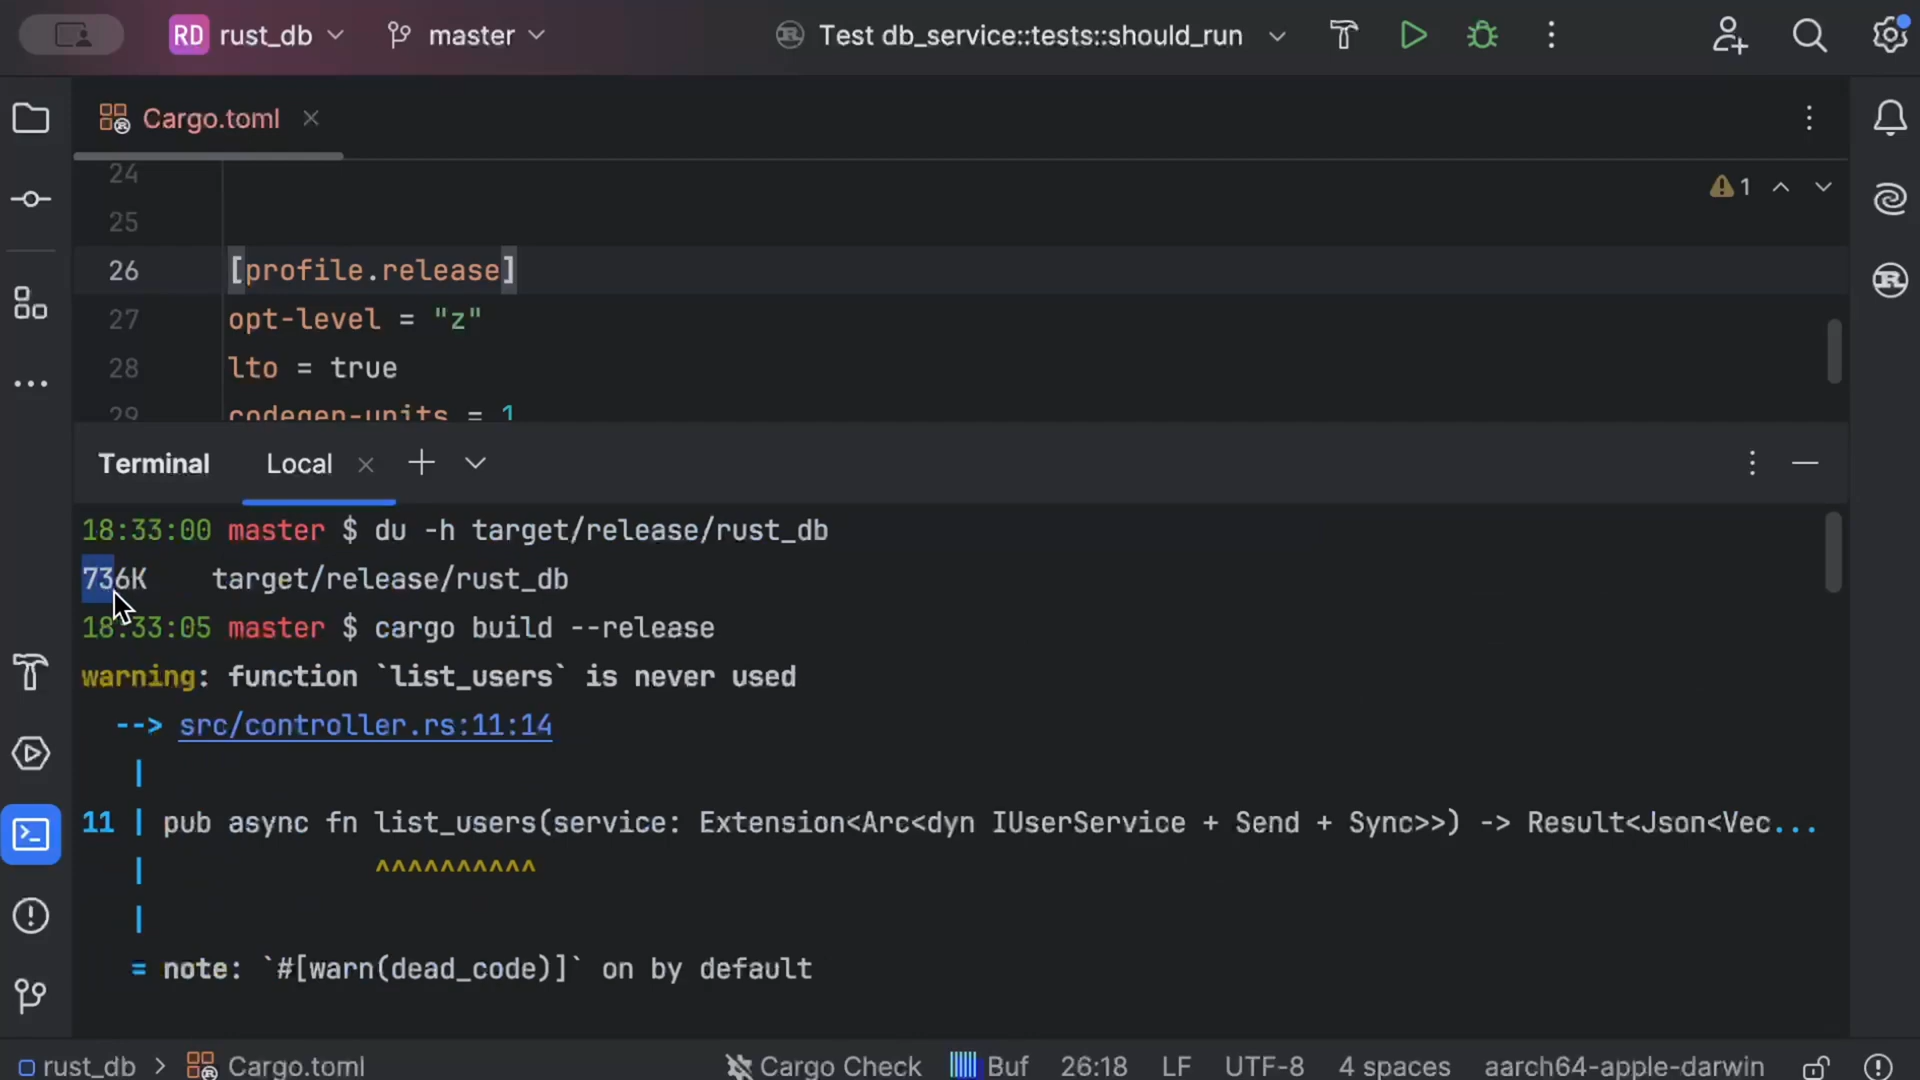 RD rust_db master Test db_service::tests::should_run
Cargo.toml
24
25
1
26 [profile.release]
27 opt-level = "z"
28 lto = true
29 codegen-units = 1
Terminal Local
18:33:00 master $ du -h target/release/rust_db
736K target/release/rust_db
18:33:05 master $ cargo build --release
warning: function `list_users` is never used
--> src/controller.rs:11:14
|
11 | pub async fn list_users(service: Extension<Arc<dyn IUserService + Send + Sync>>) -> Result<Json<Vec...
| ^^^^^^^^^^
|
= note: `#[warn(dead_code)]` on by default
rust_db > Cargo.toml Cargo Check Buf 26:18 LF UTF-8 4 spaces aarch64-apple-darwin